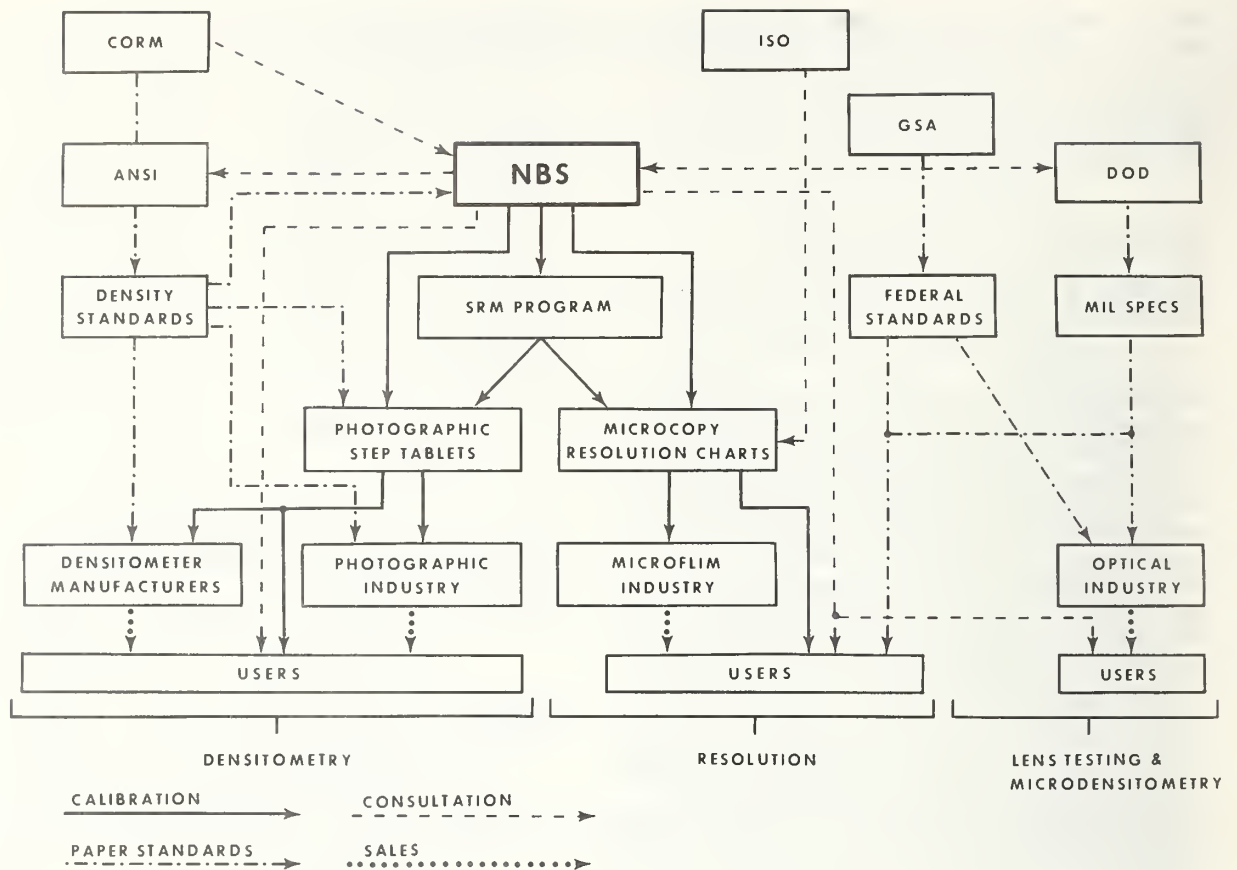 CORM
ISO
GSA
ANSI
NBS
DOD
DENSITY
STANDARDS
SRM PROGRAM
FEDERAL
STANDARDS
MIL SPECS
PHOTOGRAPHIC
STEP TABLETS
MICROCOPY
RESOLUTION CHARTS
DENSITOMETER
MANUFACTURERS
PHOTOGRAPHIC
INDUSTRY
MICROFLIM
INDUSTRY
OPTICAL
INDUSTRY
USERS
USERS
USERS
DENSITOMETRY
RESOLUTION
LENS TESTING &
MICRODENSITOMETRY
CALIBRATION
CONSULTATION
PAPER STANDARDS
SALES